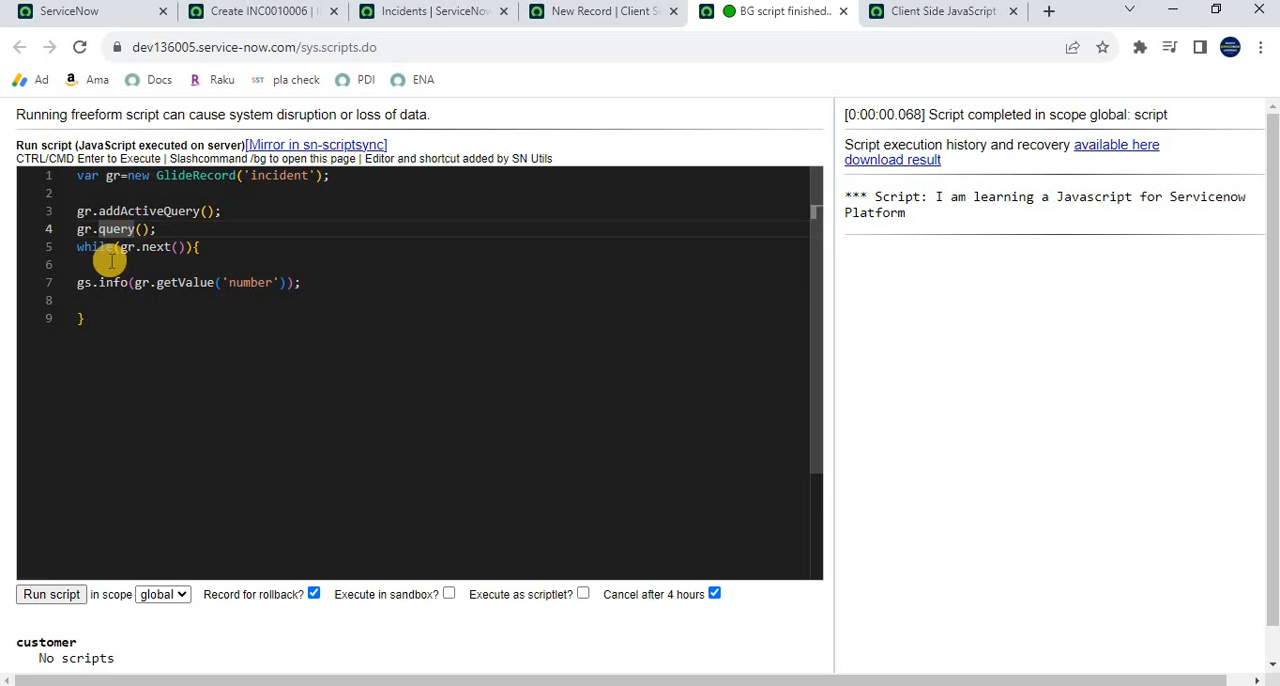 ServiceNow
Create INC0010006 | I
Incidents | ServiceNow
New Record | Client S
BG script finished..
Client Side JavaScript
dev136005.service-now.com/sys.scripts.do
Ad
Ama
Docs
Raku
SST pla check
PDI
ENA
Running freeform script can cause system disruption or loss of data.
Run script (JavaScript executed on server)[Mirror in sn-scriptsync]
CTRL/CMD Enter to Execute | Slashcommand /bg to open this page | Editor and shortcut added by SN Utils
1 var gr=new GlideRecord('incident');
2
3 gr.addActiveQuery();
4 gr.query();
5 while(gr.next()){
6
7 gs.info(gr.getValue('number'));
8
9 }
Run script in scope global Record for rollback? Execute in sandbox? Execute as scriptlet? Cancel after 4 hours
customer
No scripts
[0:00:00.068] Script completed in scope global: script
Script execution history and recovery available here
download result
*** Script: I am learning a Javascript for Servicenow
Platform